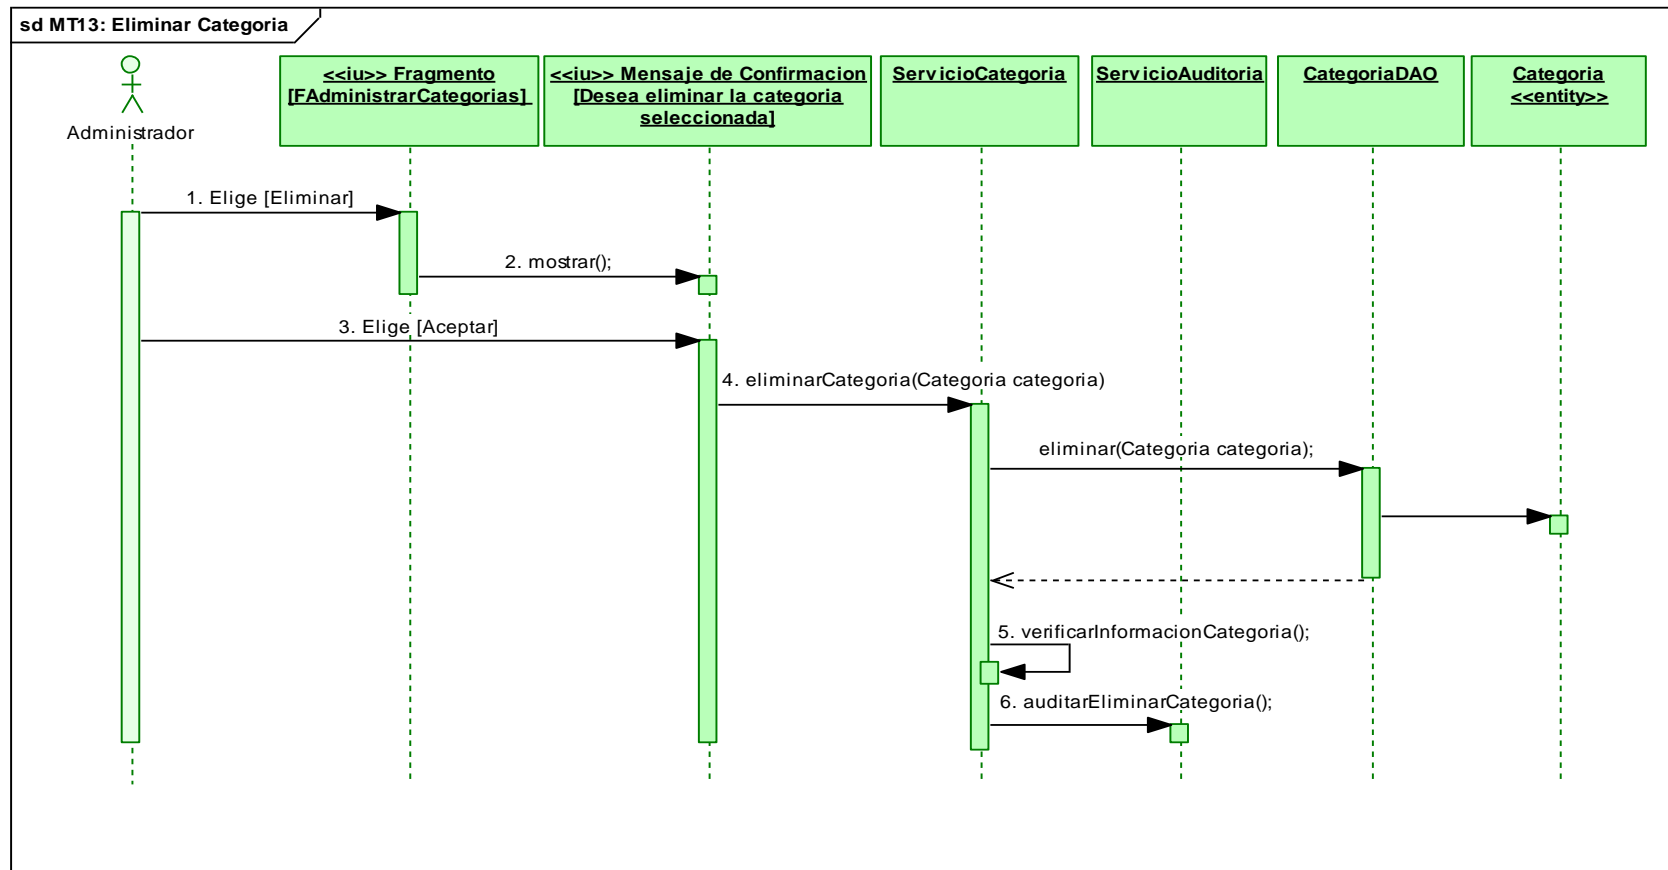 sd MT13: Eliminar Categoria
Administrador
<<iu>> Fragmento
[FAdministrarCategorias]
<<iu>> Mensaje de Confirmacion
[Desea eliminar la categoria
seleccionada]
ServicioCategoria
ServicioAuditoria
CategoriaDAO
Categoria
<<entity>>
1. Elige [Eliminar]
2. mostrar();
3. Elige [Aceptar]
4. eliminarCategoria(Categoria categoria)
eliminar(Categoria categoria);
5. verificarInformacionCategoria();
6. auditarEliminarCategoria();